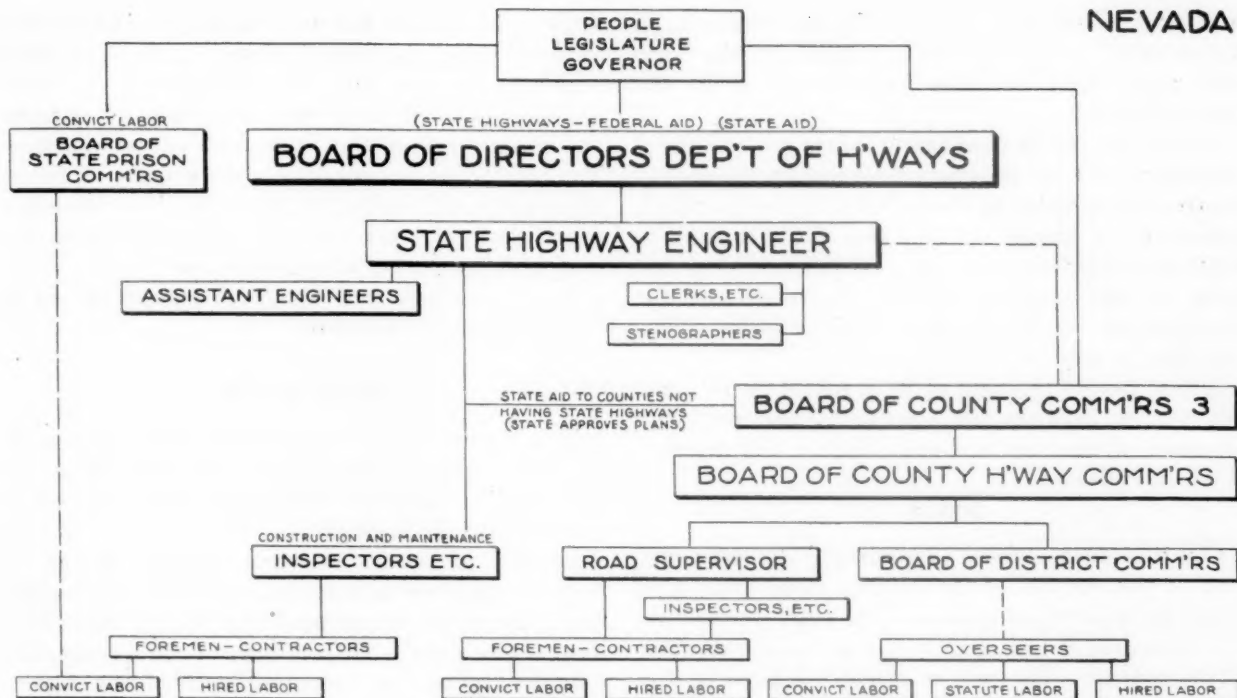 NEVADA
PEOPLE
LEGISLATURE
GOVERNOR
CONVICT LABOR
BOARD OF
STATE PRISON
COMM'RS
(STATE HIGHWAYS-FEDERAL AID) (STATE AID)
BOARD OF DIRECTORS DEP'T OF H'WAYS
STATE HIGHWAY ENGINEER
ASSISTANT ENGINEERS
CLERKS, ETC.
STENOGRAPHERS
STATE AID TO COUNTIES NOT
HAVING STATE HIGHWAYS
(STATE APPROVES PLANS)
BOARD OF COUNTY COMM'RS 3
BOARD OF COUNTY H'WAY COMM'RS
CONSTRUCTION AND MAINTENANCE
INSPECTORS ETC.
ROAD SUPERVISOR
BOARD OF DISTRICT COMM'RS
INSPECTORS, ETC.
FOREMEN-CONTRACTORS
FOREMEN-CONTRACTORS
OVERSEERS
CONVICT LABOR
HIRED LABOR
CONVICT LABOR
HIRED LABOR
CONVICT LABOR
STATUTE LABOR
HIRED LABOR